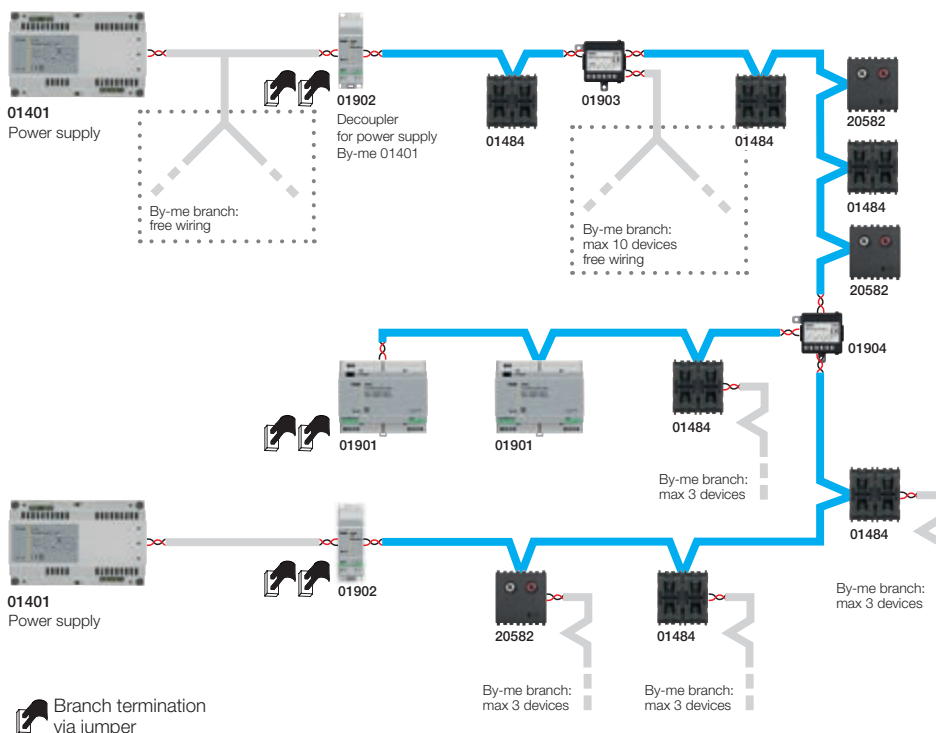 01401
Power supply
01902
Decoupler
for power supply
By-me 01401
01484
01903
01484
20582
By-me branch:
free wiring
By-me branch:
max 10 devices
free wiring
01484
20582
01904
01901
01901
01484
By-me branch:
max 3 devices
01401
Power supply
01902
20582
01484
01484
By-me branch:
max 3 devices
By-me branch:
max 3 devices
By-me branch:
max 3 devices
Branch termination
via jumper